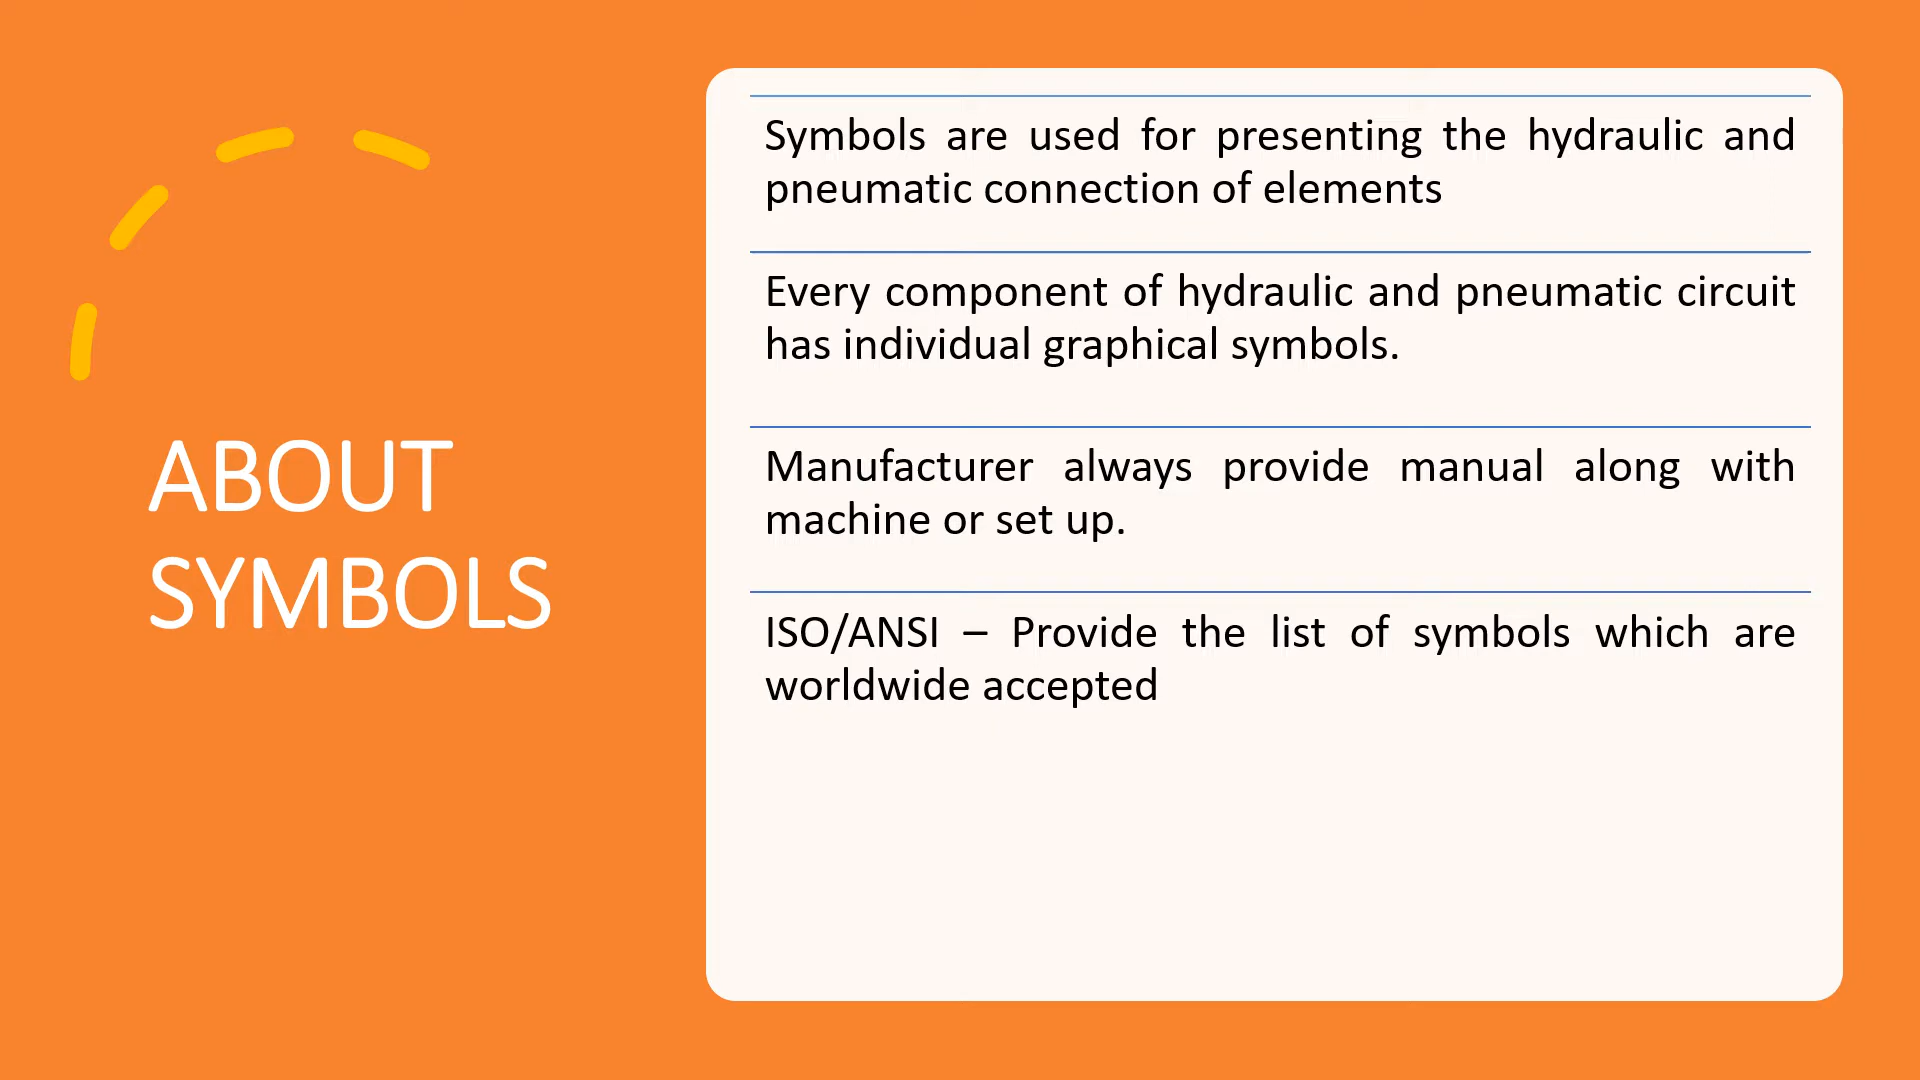 ABOUT
SYMBOLS
Symbols are used for presenting the hydraulic and
pneumatic connection of elements
Every component of hydraulic and pneumatic circuit
has individual graphical symbols.
Manufacturer always provide manual along with
machine or set up.
ISO/ANSI – Provide the list of symbols which are
worldwide accepted